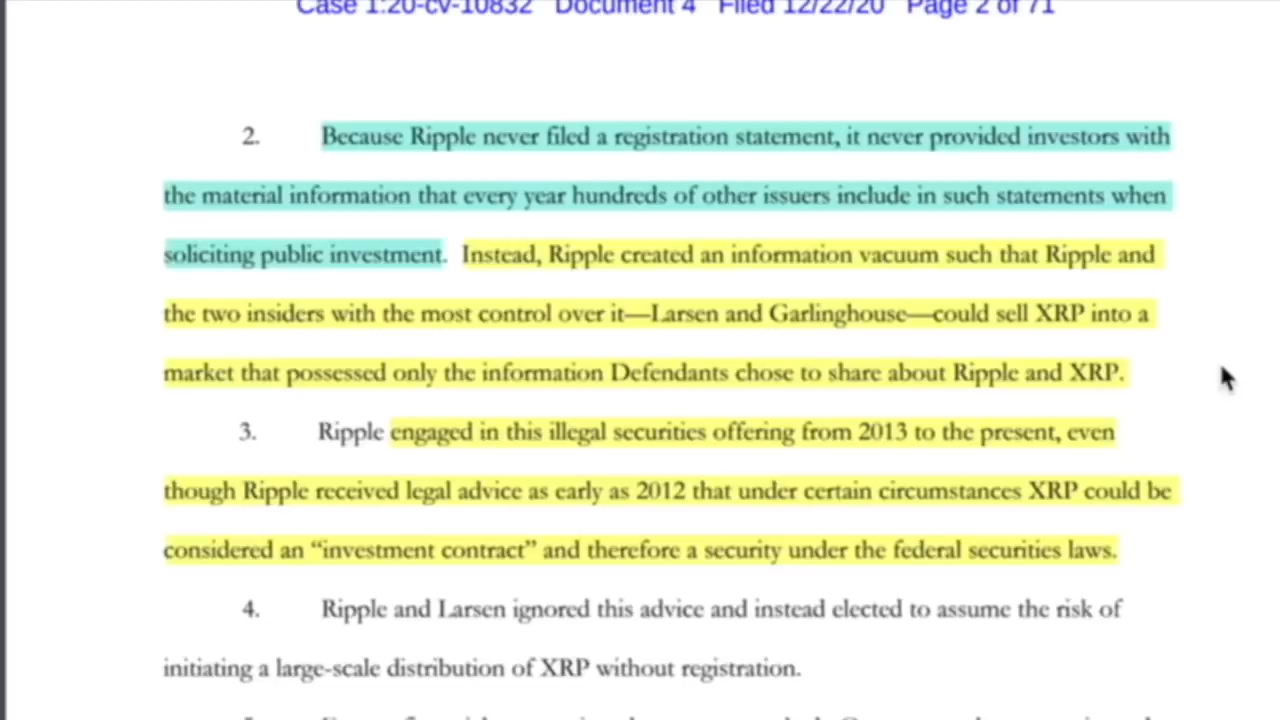 Case 1:20-cv-10832 Document 4 Filed 12/22/20 Page 2 of 71
2. Because Ripple never filed a registration statement, it never provided investors with
the material information that every year hundreds of other issuers include in such statements when
soliciting public investment. Instead, Ripple created an information vacuum such that Ripple and
the two insiders with the most control over it—Larsen and Garlinghouse—could sell XRP into a
market that possessed only the information Defendants chose to share about Ripple and XRP.
3. Ripple engaged in this illegal securities offering from 2013 to the present, even
though Ripple received legal advice as early as 2012 that under certain circumstances XRP could be
considered an “investment contract” and therefore a security under the federal securities laws.
4. Ripple and Larsen ignored this advice and instead elected to assume the risk of
initiating a large-scale distribution of XRP without registration.